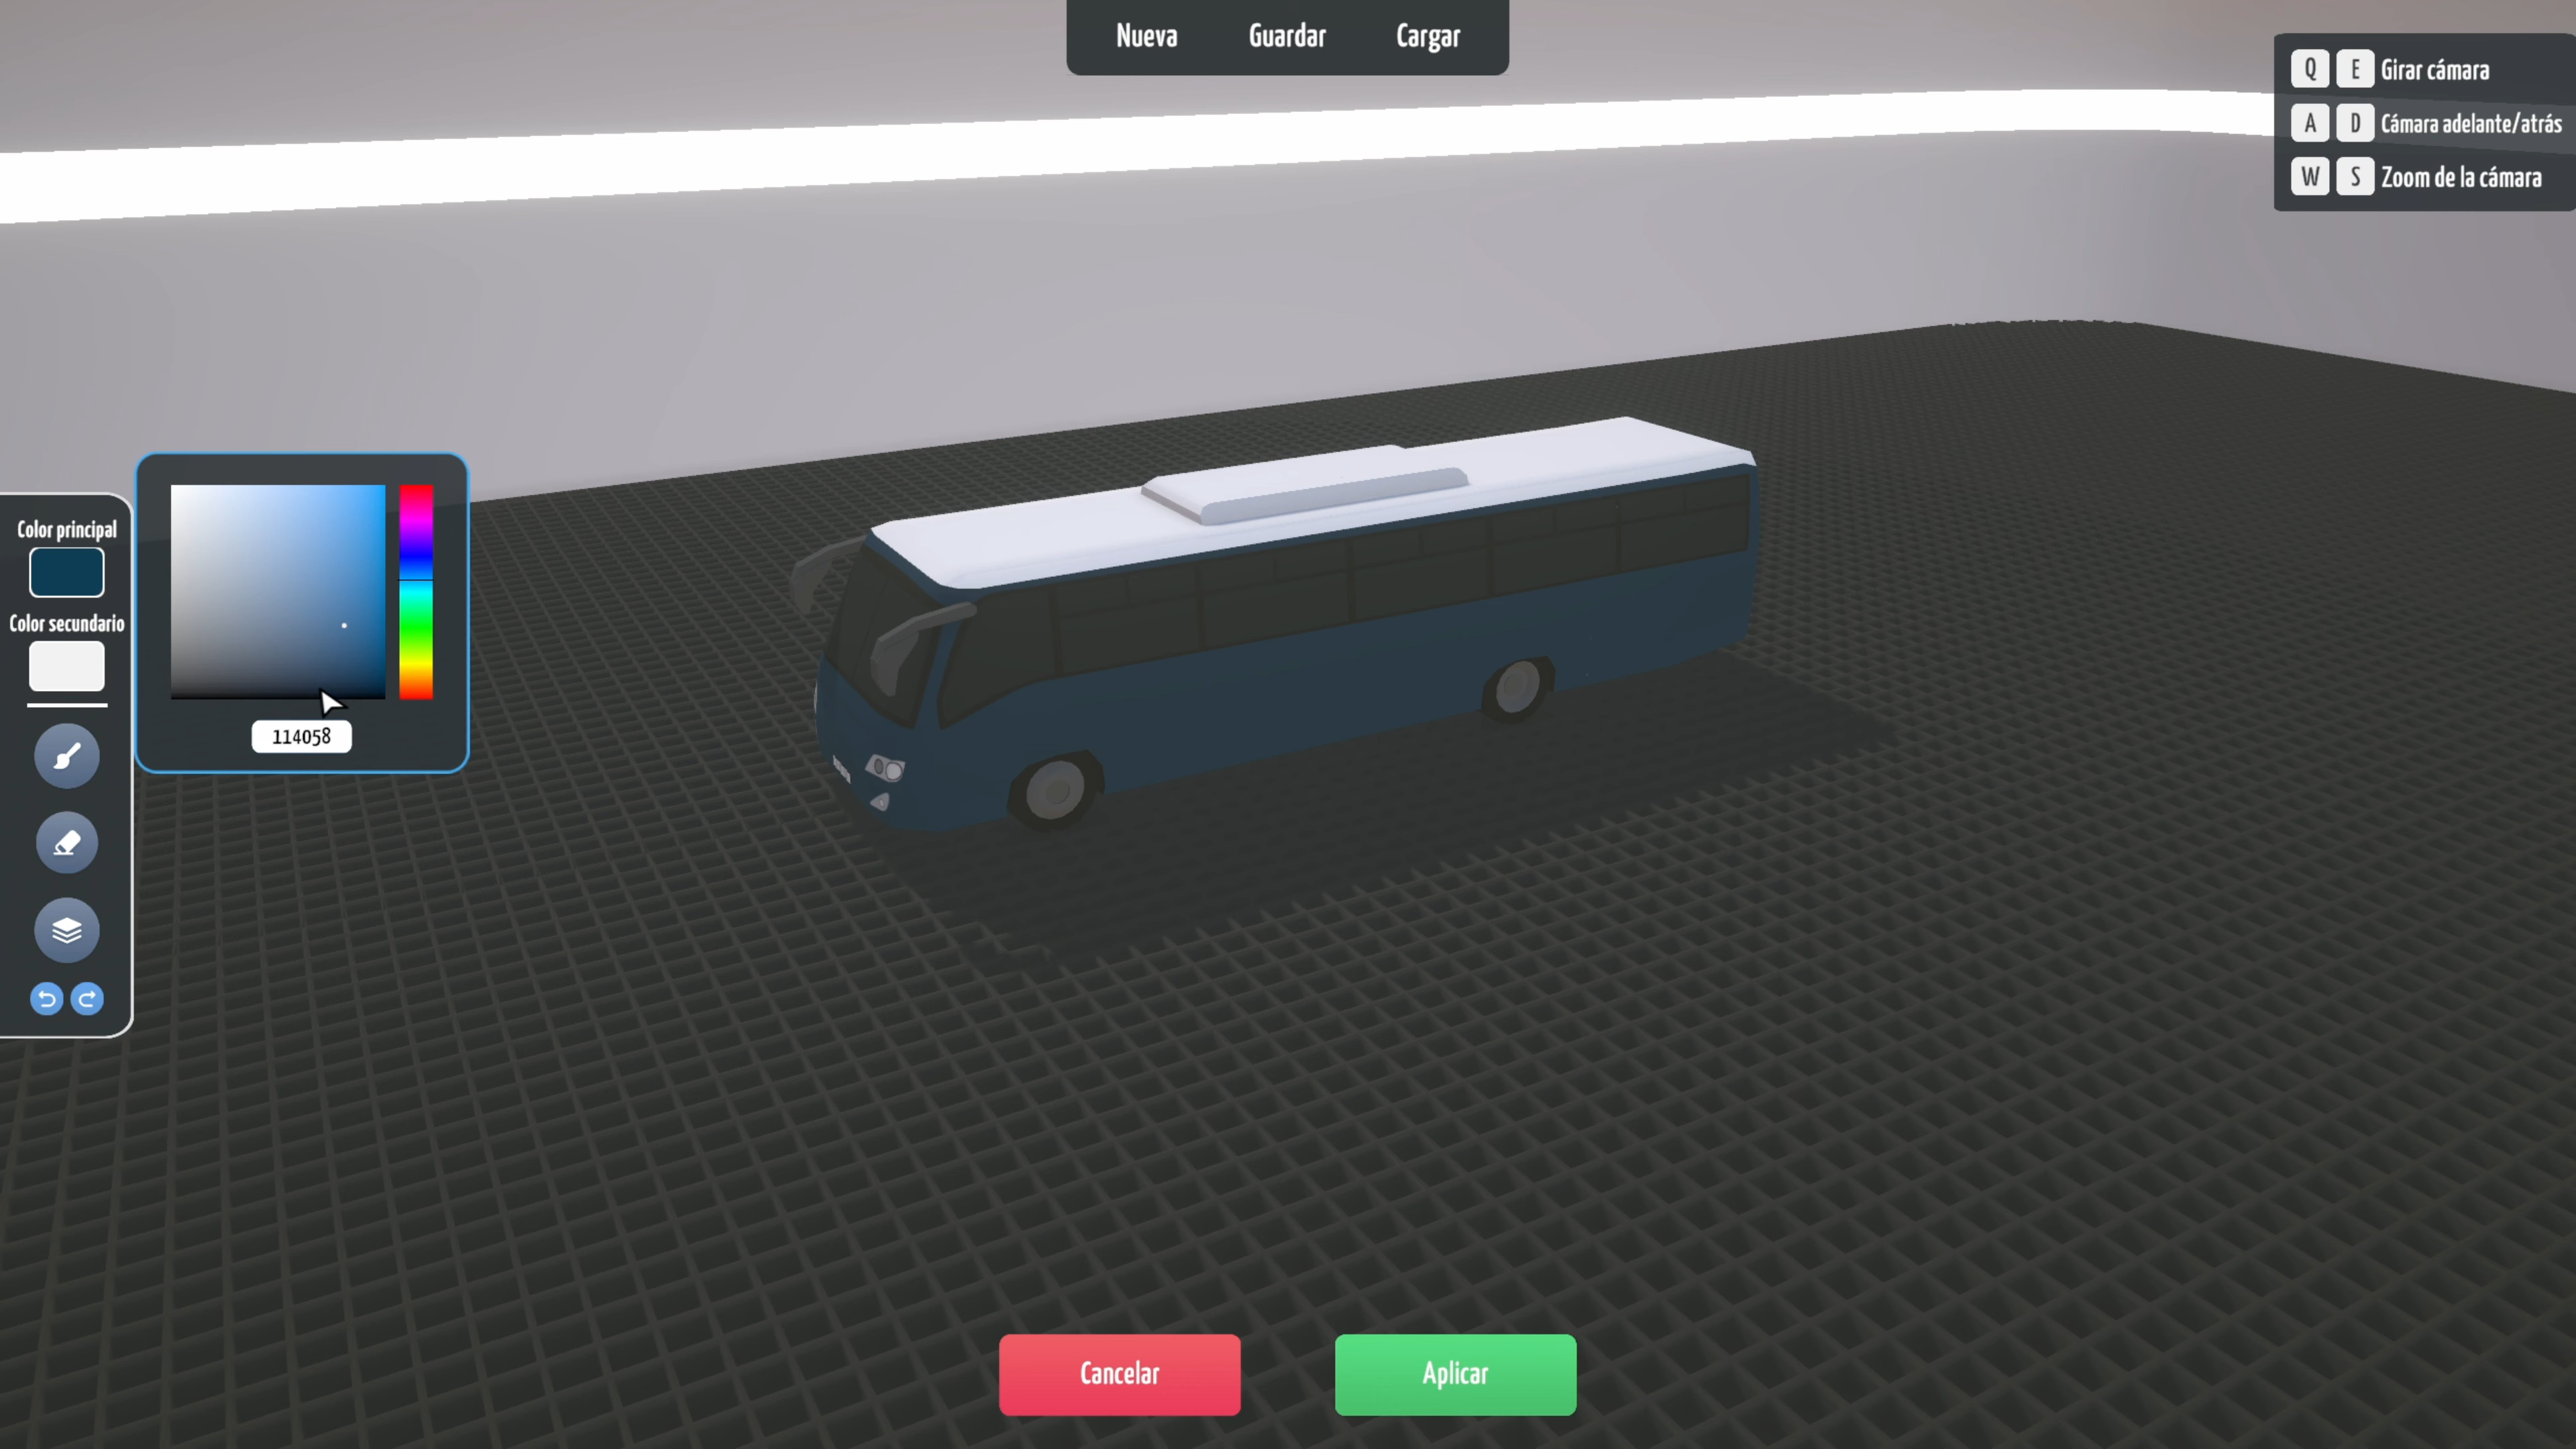 Nueva Guardar Cargar
Q E Girar cámara
A D Cámara adelante/atrás
W S Zoom de la cámara
Color principal
Color secundario
114058
Cancelar Aplicar